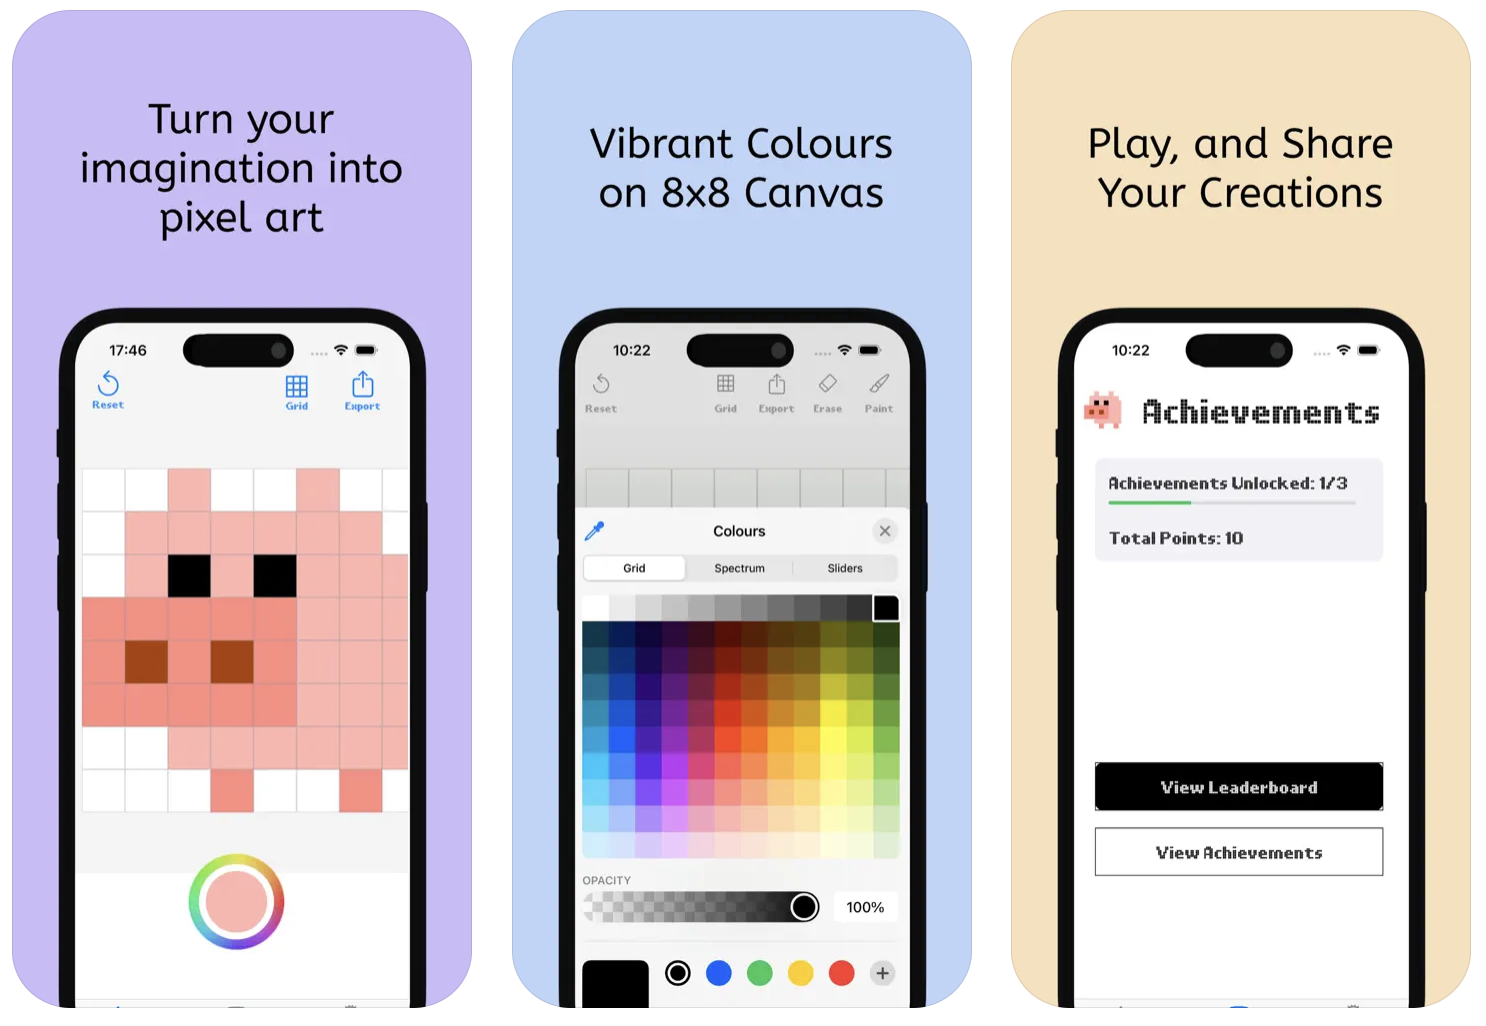 Turn your
imagination into
pixel art
17:46
Reset
Grid
Export
Vibrant Colours
on 8x8 Canvas
10:22
Reset
Grid
Export
Erase
Paint
Colours
Grid
Spectrum
Sliders
OPACITY
100%
Play, and Share
Your Creations
10:22
Achievements
Achievements Unlocked: 1/3
Total Points: 10
View Leaderboard
View Achievements